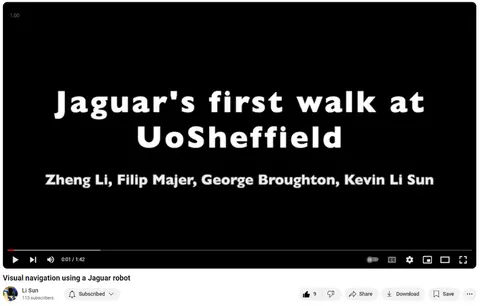 1.00
Jaguar's first walk at
UoSheffield
Zheng Li, Filip Majer, George Broughton, Kevin Li Sun
0:01 / 1:42
Visual navigation using a Jaguar robot
Li Sun
113 subscribers
Subscribed
9
Share
Download
Save